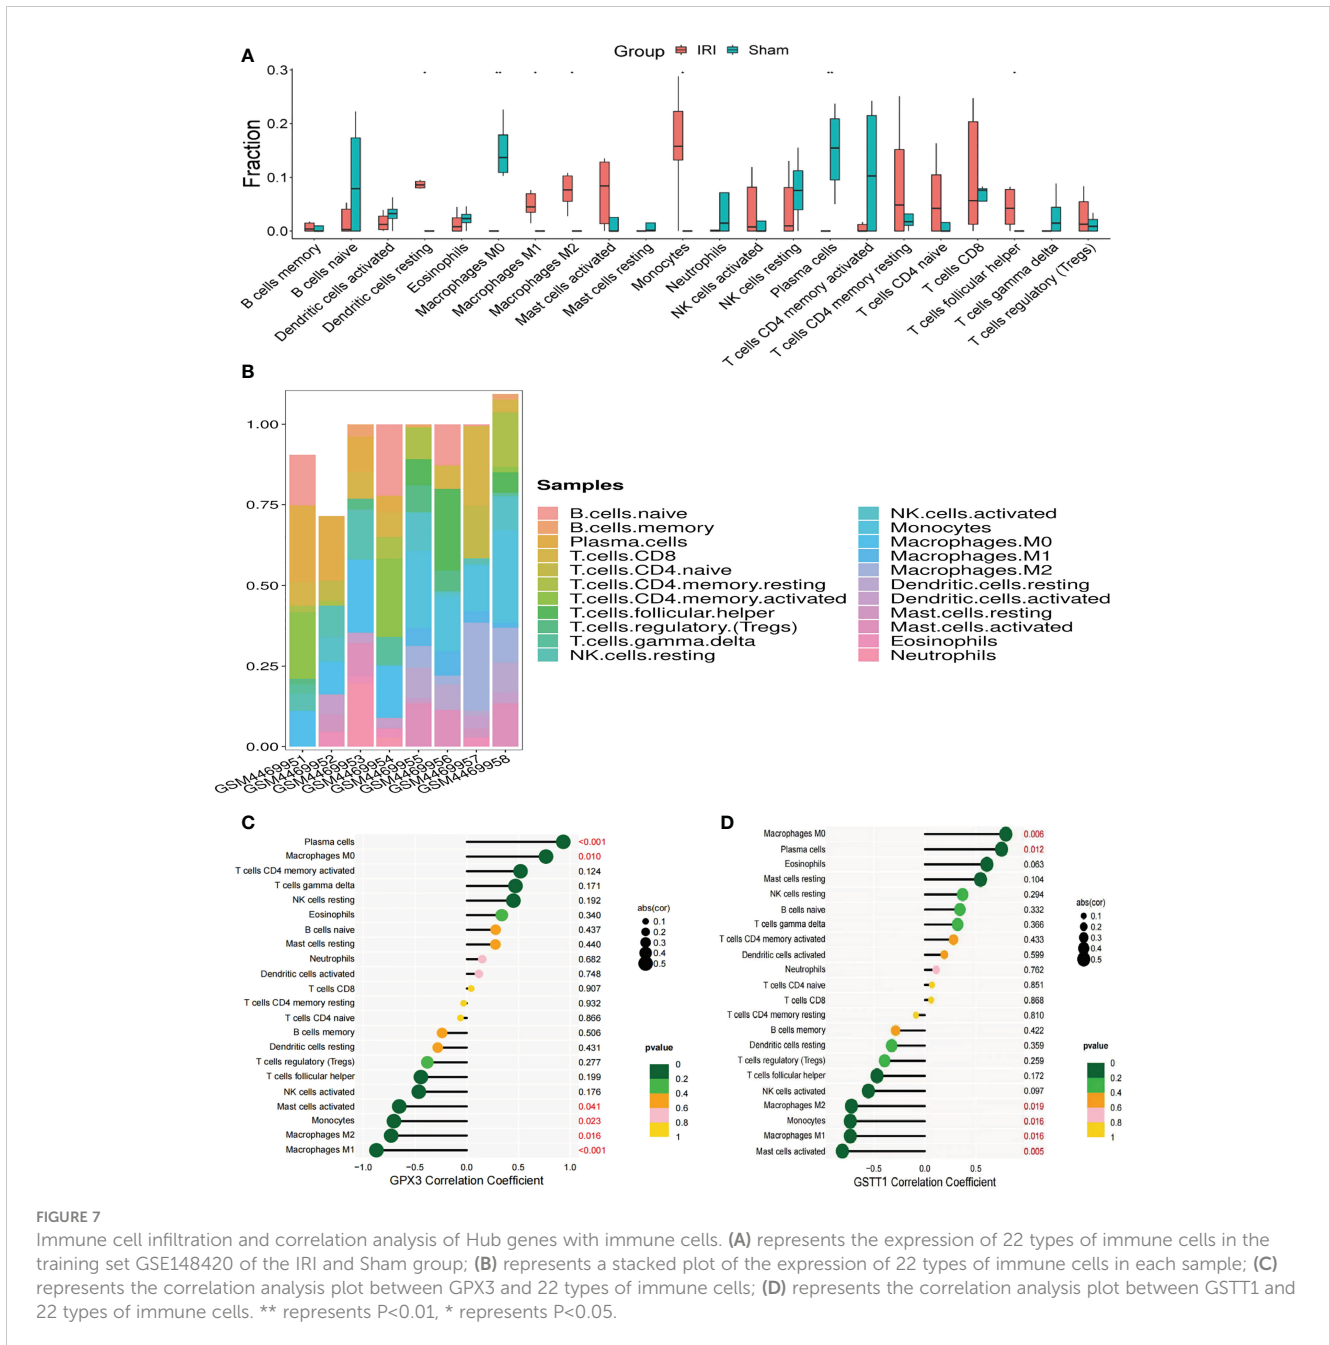 A
Group IRI Sham
Fraction
0.3
0.2
0.1
0.0
** ** 
B cells memory
B cells naive
Dendritic cells activated
Dendritic cells resting
Eosinophils
Macrophages M0
Macrophages M1
Macrophages M2
Mast cells activated
Mast cells resting
Monocytes
Neutrophils
NK cells activated
NK cells resting
Plasma cells
T cells CD4 memory activated
T cells CD4 memory resting
T cells CD4 naive
T cells CD8
T cells follicular helper
T cells gamma delta
T cells regulatory (Tregs)
B
1.00
0.75
0.50
0.25
0.00
GSM4469951
GSM4469952
GSM4469953
GSM4469954
GSM4469955
GSM4469956
GSM4469957
GSM4469958
Samples
B.cells.naive
B.cells.memory
Plasma.cells
T.cells.CD8
T.cells.CD4.naive
T.cells.CD4.memory.resting
T.cells.CD4.memory.activated
T.cells.follicular.helper
T.cells.regulatory.(Tregs)
T.cells.gamma.delta
NK.cells.resting
NK.cells.activated
Monocytes
Macrophages.M0
Macrophages.M1
Macrophages.M2
Dendritic.cells.resting
Dendritic.cells.activated
Mast.cells.resting
Mast.cells.activated
Eosinophils
Neutrophils
C
Plasma cells <0.001
Macrophages M0 0.010
T cells CD4 memory activated 0.124
T cells gamma delta 0.171
NK cells resting 0.192
Eosinophils 0.340
B cells naive 0.437
Mast cells resting 0.440
Neutrophils 0.682
Dendritic cells activated 0.748
T cells CD8 0.907
T cells CD4 memory resting 0.932
T cells CD4 naive 0.866
B cells memory 0.506
Dendritic cells resting 0.431
T cells regulatory (Tregs) 0.277
T cells follicular helper 0.199
NK cells activated 0.176
Mast cells activated 0.041
Monocytes 0.023
Macrophages M2 0.016
Macrophages M1 <0.001
−1.0 −0.5 0.0 0.5 1.0
GPX3 Correlation Coefficient
abs(cor)
0.1
0.2
0.3
0.4
0.5
pvalue
0
0.2
0.4
0.6
0.8
1
D
Macrophages M0 0.006
Plasma cells 0.012
Eosinophils 0.063
Mast cells resting 0.104
NK cells resting 0.294
B cells naive 0.332
T cells gamma delta 0.366
T cells CD4 memory activated 0.433
Dendritic cells activated 0.599
Neutrophils 0.762
T cells CD4 naive 0.851
T cells CD8 0.868
T cells CD4 memory resting 0.810
B cells memory 0.422
Dendritic cells resting 0.359
T cells regulatory (Tregs) 0.259
T cells follicular helper 0.172
NK cells activated 0.097
Macrophages M2 0.019
Monocytes 0.016
Macrophages M1 0.016
Mast cells activated 0.005
−0.5 0.0 0.5
GSTT1 Correlation Coefficient
abs(cor)
0.1
0.2
0.3
0.4
0.5
pvalue
0
0.2
0.4
0.6
0.8
1
FIGURE 7
Immune cell infiltration and correlation analysis of Hub genes with immune cells. (A) represents the expression of 22 types of immune cells in the
training set GSE148420 of the IRI and Sham group; (B) represents a stacked plot of the expression of 22 types of immune cells in each sample; (C)
represents the correlation analysis plot between GPX3 and 22 types of immune cells; (D) represents the correlation analysis plot between GSTT1 and
22 types of immune cells. ** represents P<0.01, * represents P<0.05.